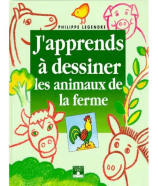 PHILIPPE LEGENDRE
J'apprends
à dessiner
les animaux de
la ferme